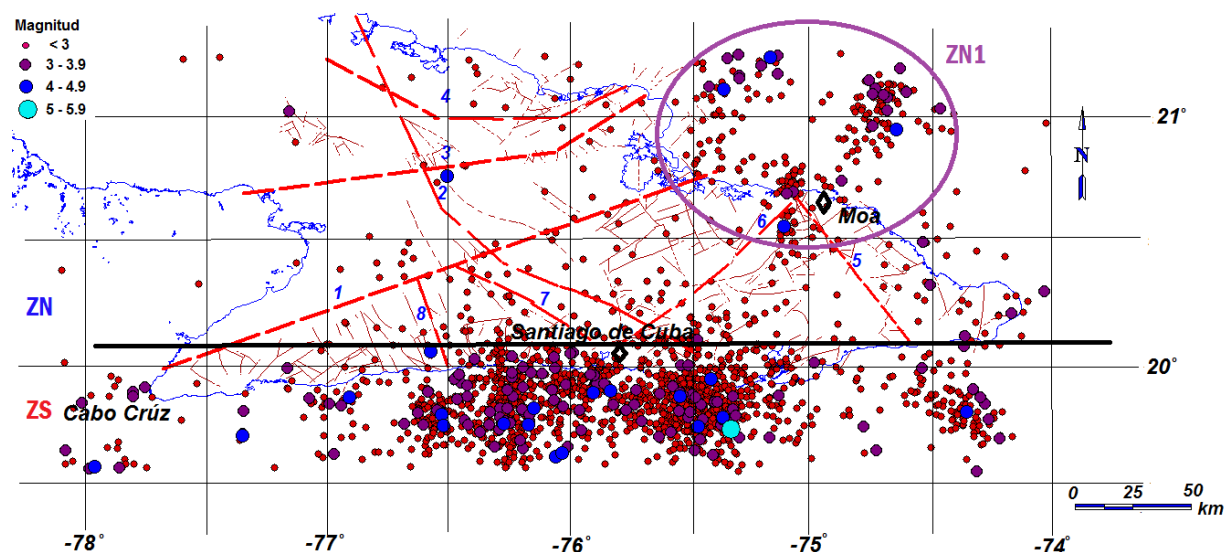 Magnitud
< 3
3 - 3.9
4 - 4.9
5 - 5.9
ZN1
4
21°
3
N
2
Moa
6
5
ZN
1
7
8
Santiago de Cuba
20°
ZS
Cabo Crúz
0 25 50
km
-78 -77 -76 -75 -74